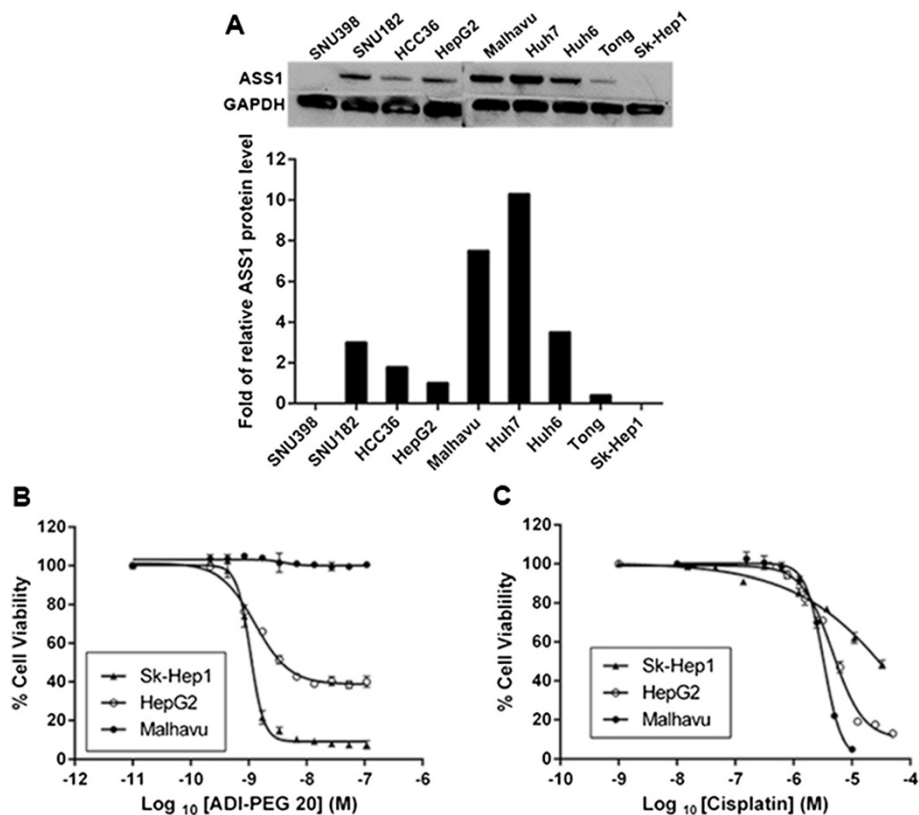 A
SNU398
SNU182
HCC36
HepG2
Malhavu
Huh7
Huh6
Tong
Sk-Hep1
ASS1
GAPDH
Fold of relative ASS1 protein level
12
10
8
6
4
2
0
SNU398
SNU182
HCC36
HepG2
Malhavu
Huh7
Huh6
Tong
Sk-Hep1
B
% Cell Viability
120
100
80
60
40
20
0
Sk-Hep1
HepG2
Malhavu
-12 -11 -10 -9 -8 -7 -6
Log 10 [ADI-PEG 20] (M)
C
% Cell Viablility
120
100
80
60
40
20
0
Sk-Hep1
HepG2
Malhavu
-10 -9 -8 -7 -6 -5 -4
Log 10 [Cisplatin] (M)